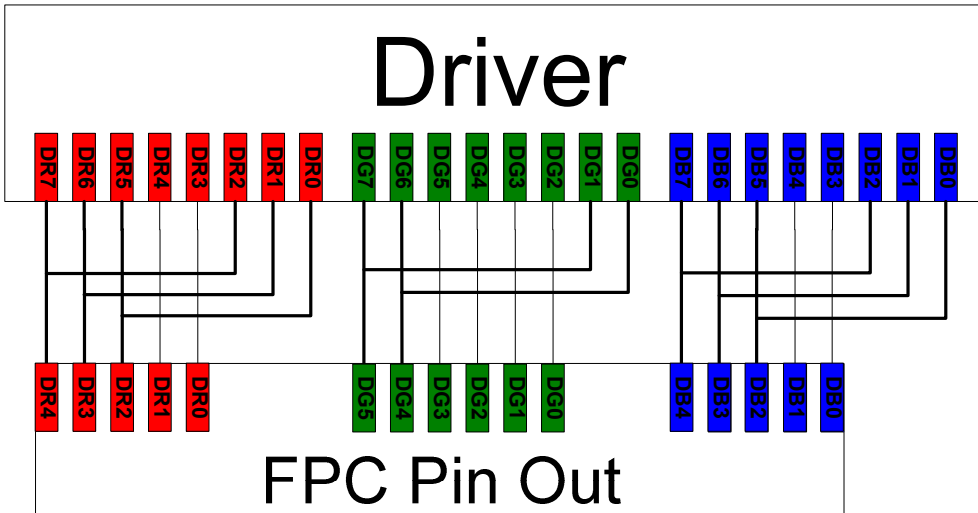 Driver
DR7 DR6 DR5 DR4 DR3 DR2 DR1 DR0 DG7 DG6 DG5 DG4 DG3 DG2 DG1 DG0 DB7 DB6 DB5 DB4 DB3 DB2 DB1 DB0
DR4 DR3 DR2 DR1 DR0 DG5 DG4 DG3 DG2 DG1 DG0 DB4 DB3 DB2 DB1 DB0
FPC Pin Out